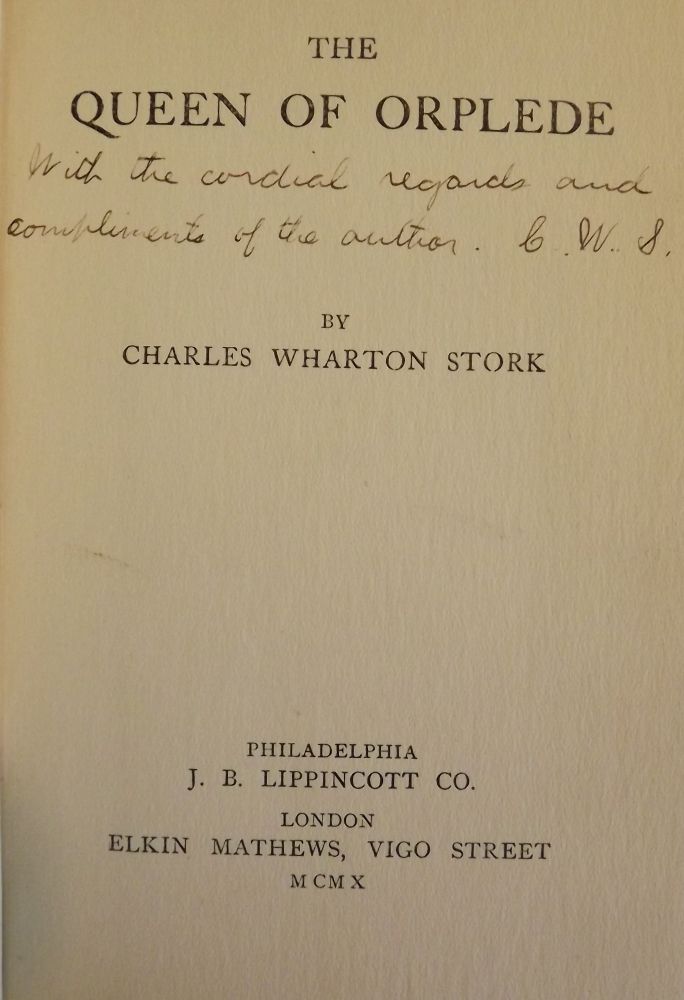 THE
QUEEN OF ORPLEDE
With the cordial regards and
compliments of the author. C. W. S.
BY
CHARLES WHARTON STORK
PHILADELPHIA
J. B. LIPPINCOTT CO.
LONDON
ELKIN MATHEWS, VIGO STREET
MCMX